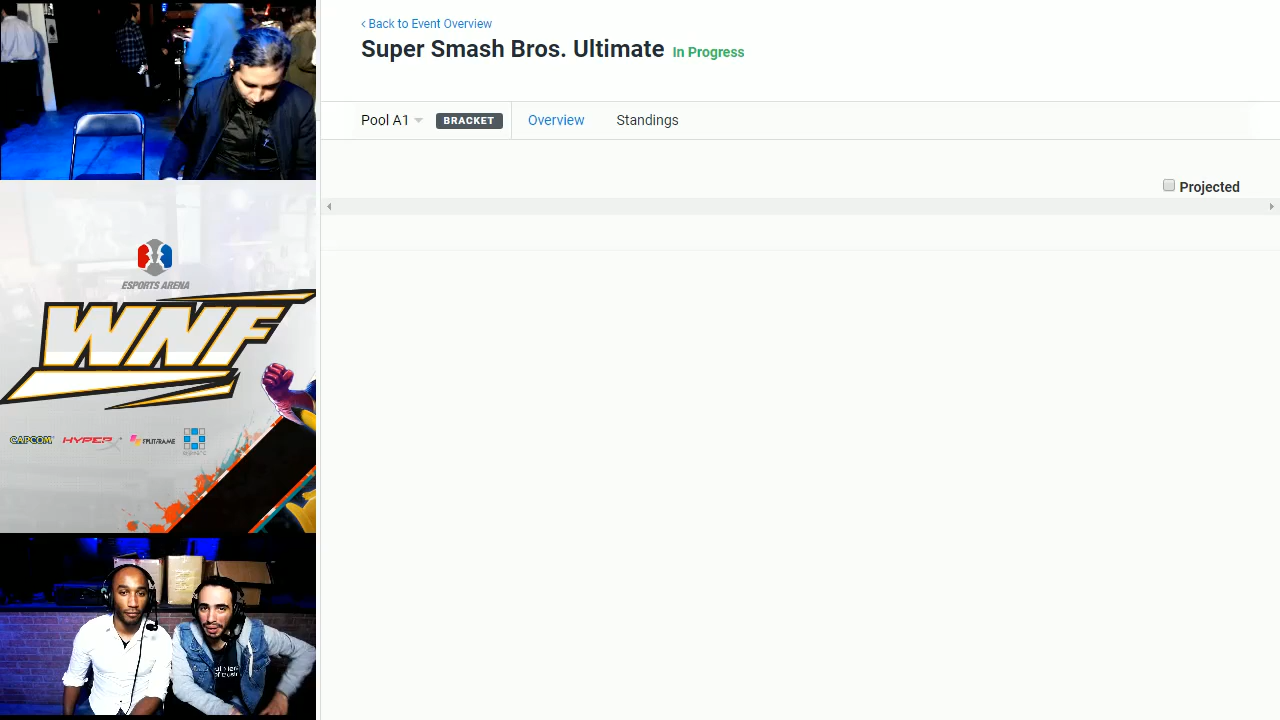 ‹ Back to Event Overview
Super Smash Bros. Ultimate In Progress
Pool A1 BRACKET Overview Standings
Projected
ESPORTS ARENA
WNF
CAPCOM HYPERX SPLITFRAME